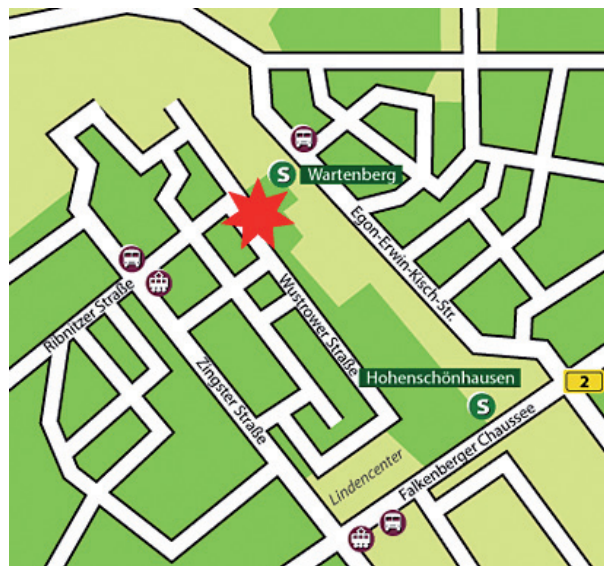 S
Wartenberg
Egon-Erwin-Kisch-Str.
Ribnitzer Straße
Wustrower Straße
Zingster Straße
Hohenschönhausen
S
2
Falkenberger Chaussee
Lindencenter